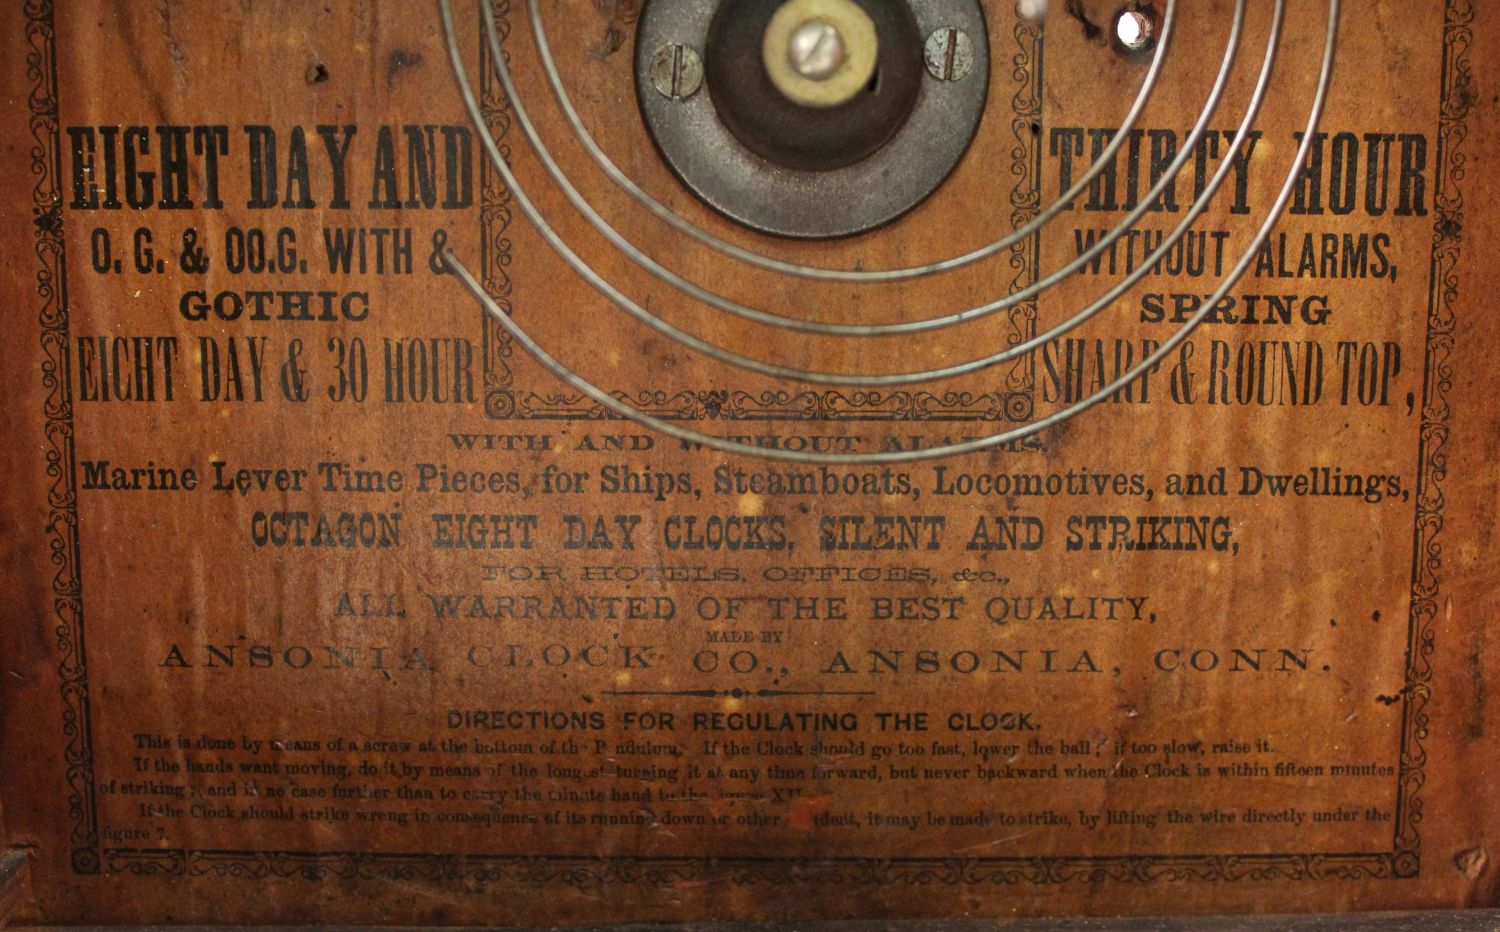 EIGHT DAY AND THIRTY HOUR
O. G. & OO.G. WITH & WITHOUT ALARMS,
GOTHIC SPRING
EIGHT DAY & 30 HOUR SHARP & ROUND TOP,
WITH AND WITHOUT ALARMS.
Marine Lever Time Pieces, for Ships, Steamboats, Locomotives, and Dwellings,
OCTAGON EIGHT DAY CLOCKS, SILENT AND STRIKING,
FOR HOTELS, OFFICES, &c.,
ALL WARRANTED OF THE BEST QUALITY,
MADE BY
ANSONIA CLOCK CO., ANSONIA, CONN.
DIRECTIONS FOR REGULATING THE CLOCK.
This is done by means of a screw at the bottom of the Pendulum. If the Clock should go too fast, lower the ball; if too slow, raise it.
If the hands want moving, do it by means of the longest turning it at any time forward, but never backward when the Clock is within fifteen minutes
of striking; and in no case further than to carry the minute hand to the figure XII.
If the Clock should strike wrong in consequence of its running down or other it may be made to strike, by lifting the wire directly under the
figure 7.